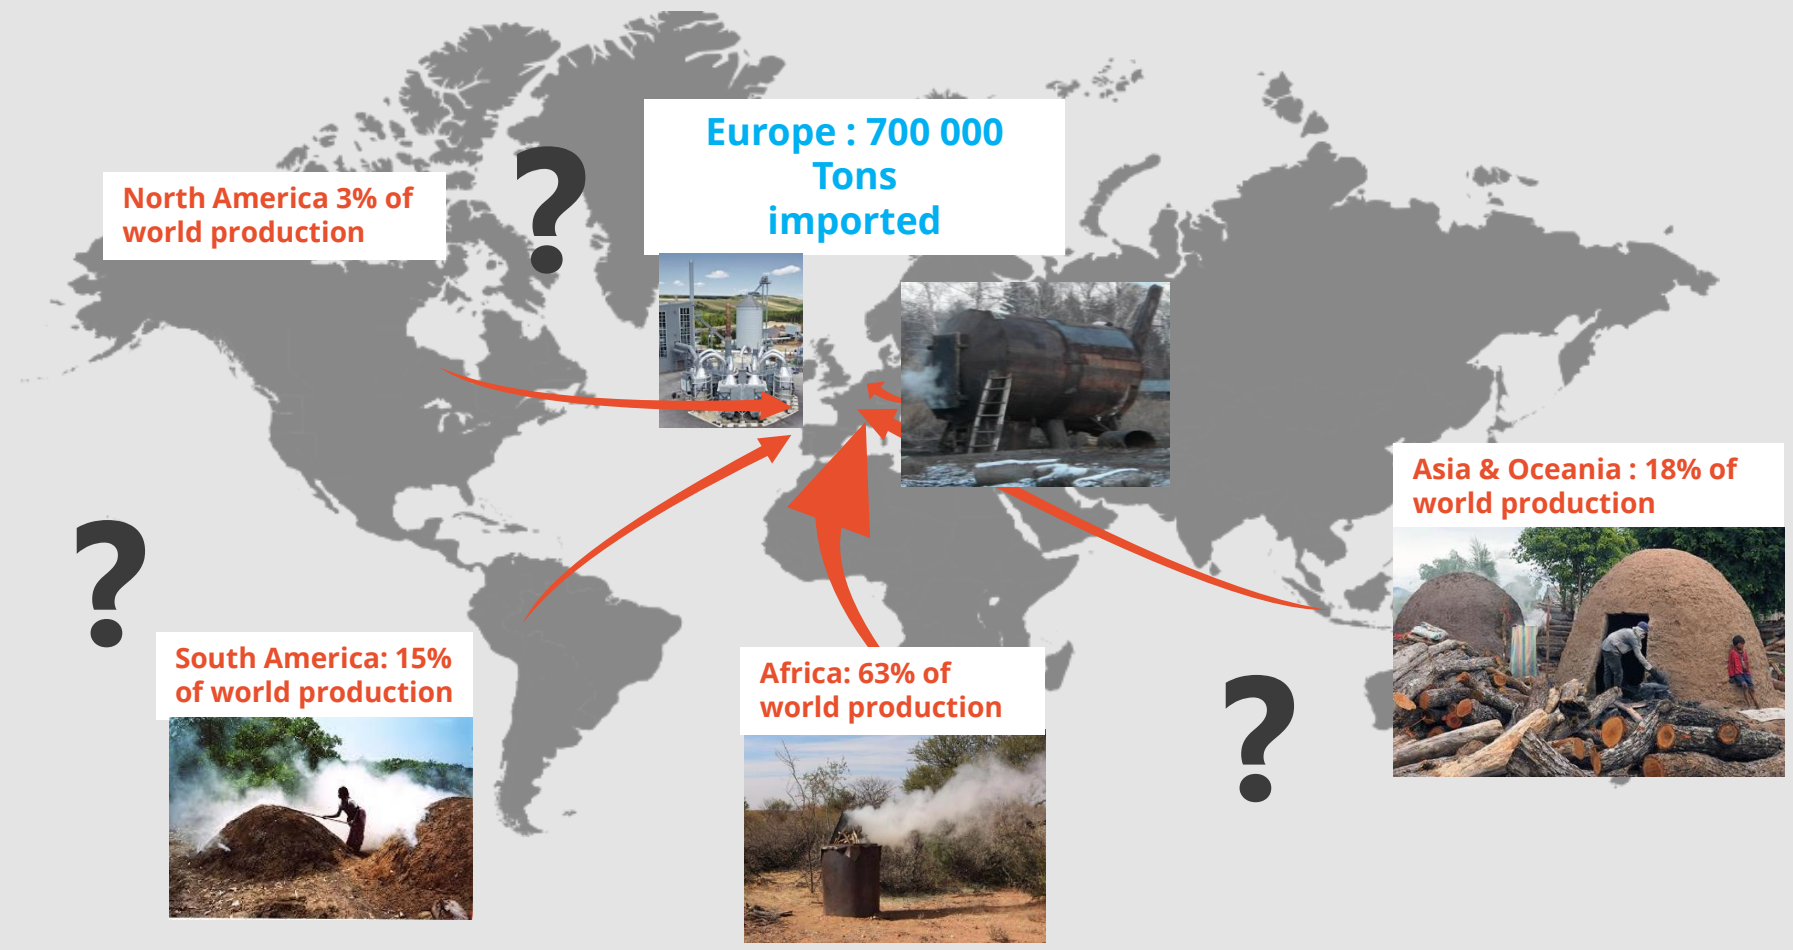 Europe : 700 000
Tons
imported
North America 3% of
world production
?
Asia & Oceania : 18% of
world production
?
South America: 15%
of world production
Africa: 63% of
world production
?